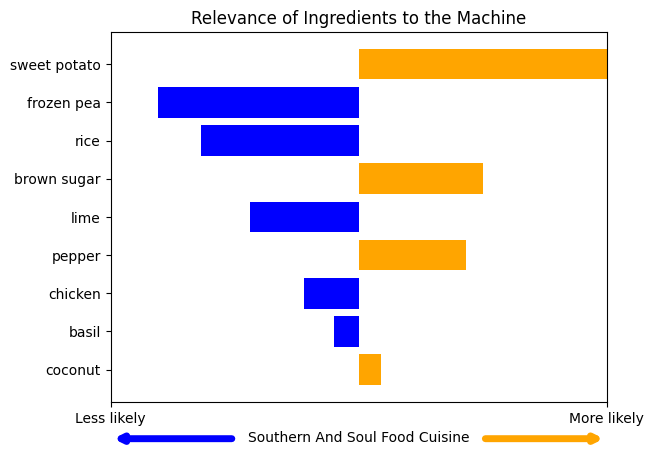 Relevance of Ingredients to the Machine
sweet potato
frozen pea
rice
brown sugar
lime
pepper
chicken
basil
coconut
Less likely More likely
Southern And Soul Food Cuisine